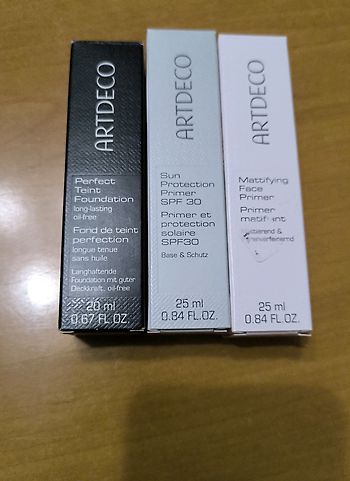 ARTDECO
Perfect
Teint
Foundation
long-lasting
oil-free
Fond de teint
perfection
longue tenue
sans huile
Langhaftende
Foundation mit guter
Deckkraft, oil-free
20 ml
0.67 FL.OZ.
ARTDECO
Sun
Protection
Primer
SPF 30
Primer et
protection
solaire
SPF30
Base & Schutz
25 ml
0.84 FL.OZ.
ARTDECO
Mattifying
Face
Primer
Primer
&
25 ml
0.84 FL.OZ.